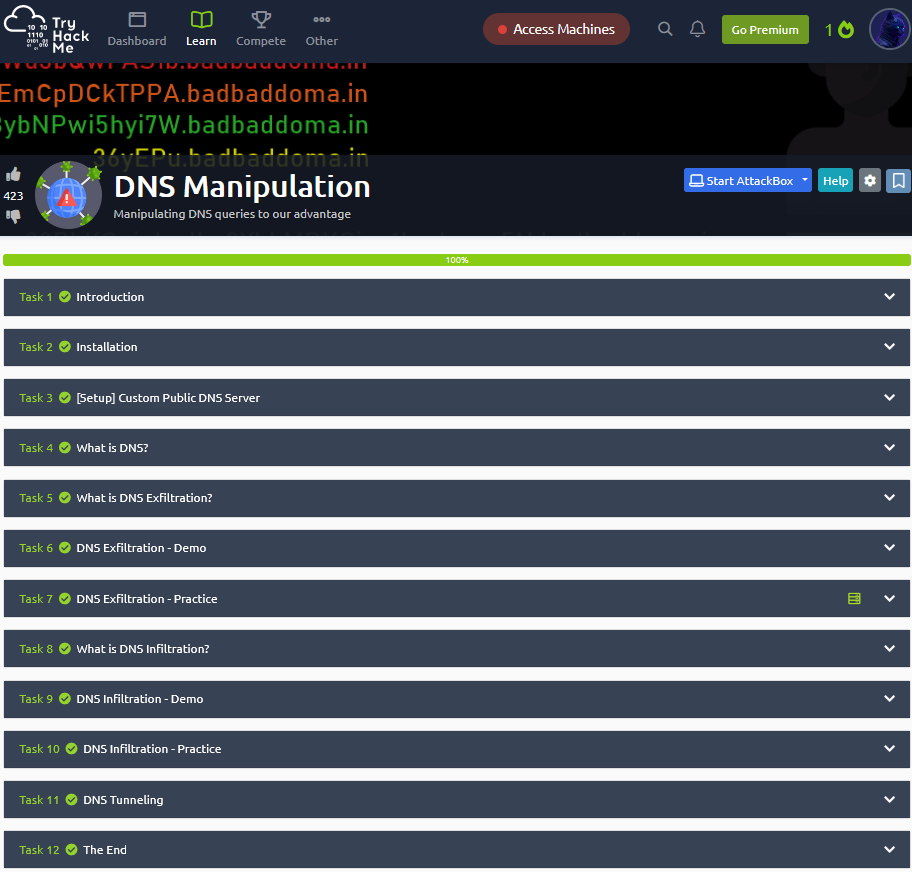 Try
Hack
Me
Dashboard
Learn
Compete
Other
Access Machines
Go Premium
1
EmCpDCkTPPA.badbaddoma.in
ybNPwi5hyi7W.badbaddoma.in
36yEPu.badbaddoma.in
423
DNS Manipulation
Manipulating DNS queries to our advantage
Start AttackBox
Help
100%
Task 1 Introduction
Task 2 Installation
Task 3 [Setup] Custom Public DNS Server
Task 4 What is DNS?
Task 5 What is DNS Exfiltration?
Task 6 DNS Exfiltration - Demo
Task 7 DNS Exfiltration - Practice
Task 8 What is DNS Infiltration?
Task 9 DNS Infiltration - Demo
Task 10 DNS Infiltration - Practice
Task 11 DNS Tunneling
Task 12 The End